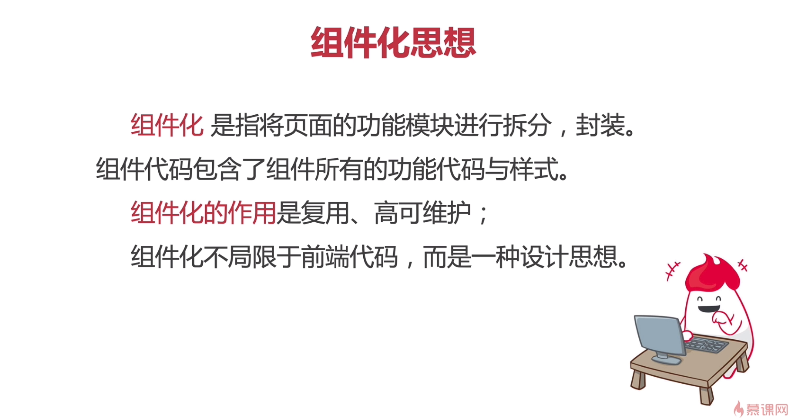 组件化思想
组件化 是指将页面的功能模块进行拆分，封装。
组件代码包含了组件所有的功能代码与样式。
组件化的作用是复用、高可维护；
组件化不局限于前端代码，而是一种设计思想。
慕课网